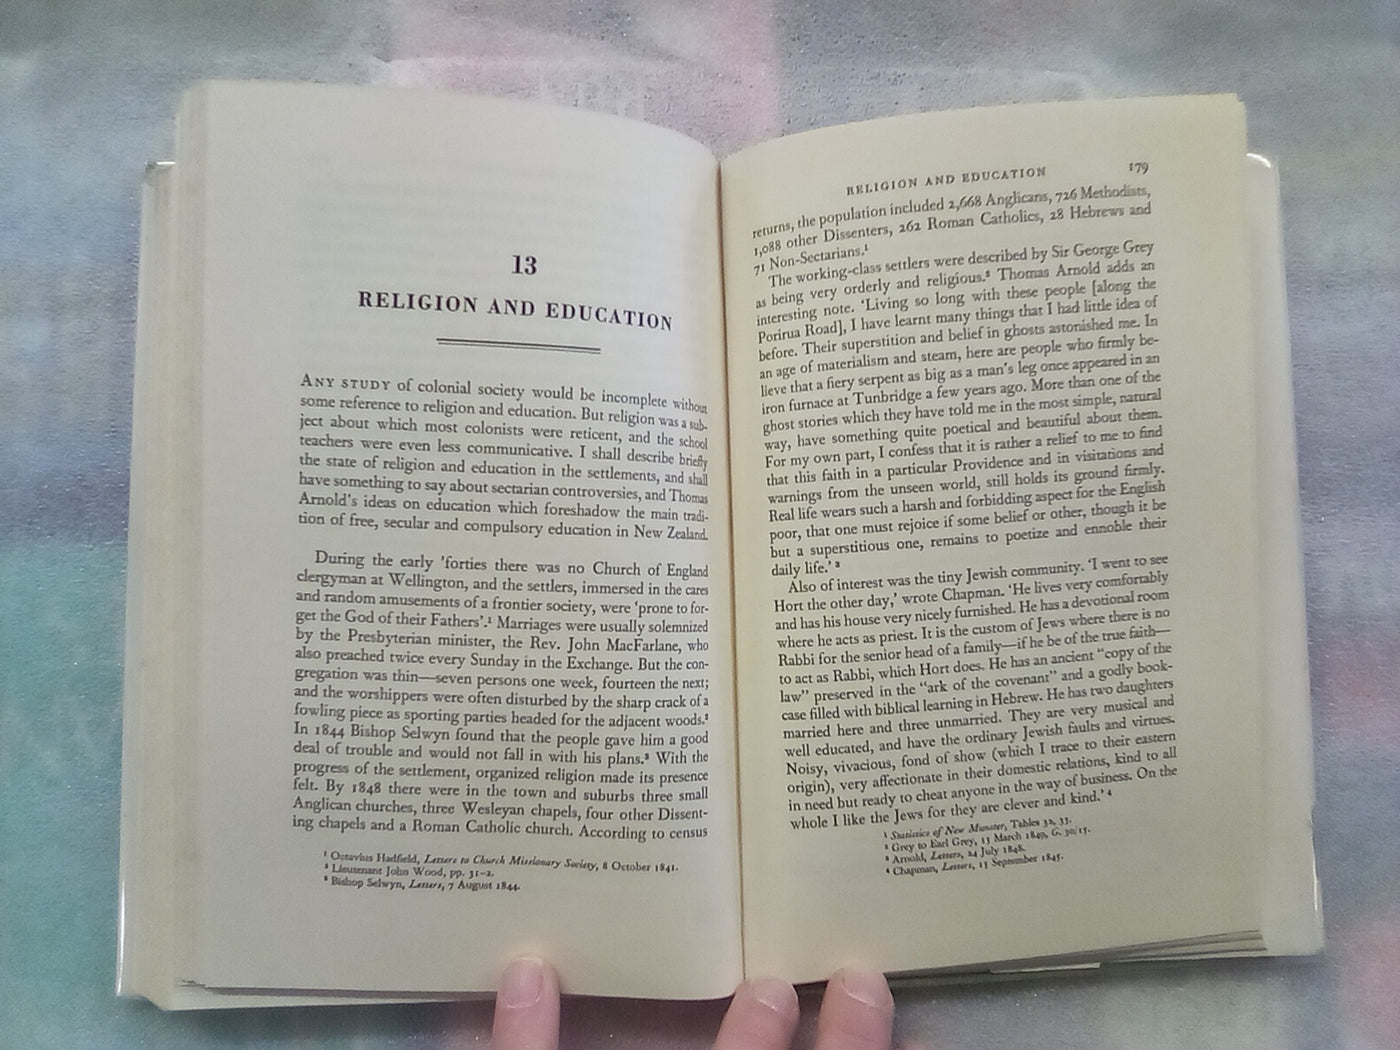 13
RELIGION AND EDUCATION
ANY STUDY of colonial society would be incomplete without
some reference to religion and education. But religion was a sub-
ject about which most colonists were reticent, and the school
teachers were even less communicative. I shall describe briefly
the state of religion and education in the settlements, and shall
have something to say about sectarian controversies, and Thomas
Arnold's ideas on education which foreshadow the main tradi-
tion of free, secular and compulsory education in New Zealand.
During the early 'forties there was no Church of England
clergyman at Wellington, and the settlers, immersed in the cares
and random amusements of a frontier society, were 'prone to for-
get the God of their Fathers'.¹ Marriages were usually solemnized
by the Presbyterian minister, the Rev. John MacFarlane, who
also preached twice every Sunday in the Exchange. But the con-
gregation was thin—seven persons one week, fourteen the next;
and the worshippers were often disturbed by the sharp crack of a
fowling piece as sporting parties headed for the adjacent woods.²
In 1844 Bishop Selwyn found that the people gave him a good
deal of trouble and would not fall in with his plans.³ With the
progress of the settlement, organized religion made its presence
felt. By 1848 there were in the town and suburbs three small
Anglican churches, three Wesleyan chapels, four other Dissent-
ing chapels and a Roman Catholic church. According to census
¹ Octavius Hadfield, Letters to Church Missionary Society, 8 October 1841.
² Lieutenant John Wood, pp. 31–2.
³ Bishop Selwyn, Letters, 7 August 1844.
RELIGION AND EDUCATION 179
returns, the population included 2,668 Anglicans, 726 Methodists,
1,088 other Dissenters, 262 Roman Catholics, 28 Hebrews and
71 Non-Sectarians.¹
The working-class settlers were described by Sir George Grey
as being very orderly and religious.² Thomas Arnold adds an
interesting note. 'Living so long with these people [along the
Porirua Road], I have learnt many things that I had little idea of
before. Their superstition and belief in ghosts astonished me. In
an age of materialism and steam, here are people who firmly be-
lieve that a fiery serpent as big as a man's leg once appeared in an
iron furnace at Tunbridge a few years ago. More than one of the
ghost stories which they have told me in the most simple, natural
way, have something quite poetical and beautiful about them.
For my own part, I confess that it is rather a relief to me to find
that this faith in a particular Providence and in visitations and
warnings from the unseen world, still holds its ground firmly.
Real life wears such a harsh and forbidding aspect for the English
poor, that one must rejoice if some belief or other, though it be
but a superstitious one, remains to poetize and ennoble their
daily life.' ³
Also of interest was the tiny Jewish community. 'I went to see
Hort the other day,' wrote Chapman. 'He lives very comfortably
and has his house very nicely furnished. He has a devotional room
where he acts as priest. It is the custom of Jews where there is no
Rabbi for the senior head of a family—if he be of the true faith—
to act as Rabbi, which Hort does. He has an ancient "copy of the
law" preserved in the "ark of the covenant" and a godly book-
case filled with biblical learning in Hebrew. He has two daughters
married here and three unmarried. They are very musical and
well educated, and have the ordinary Jewish faults and virtues.
Noisy, vivacious, fond of show (which I trace to their eastern
origin), very affectionate in their domestic relations, kind to all
in need but ready to cheat anyone in the way of business. On the
whole I like the Jews for they are clever and kind.' ⁴
¹ Statistics of New Munster, Tables 32, 33.
² Grey to Earl Grey, 15 March 1849, G. 30/15.
³ Arnold, Letters, 24 July 1848.
⁴ Chapman, Letters, 15 September 1845.